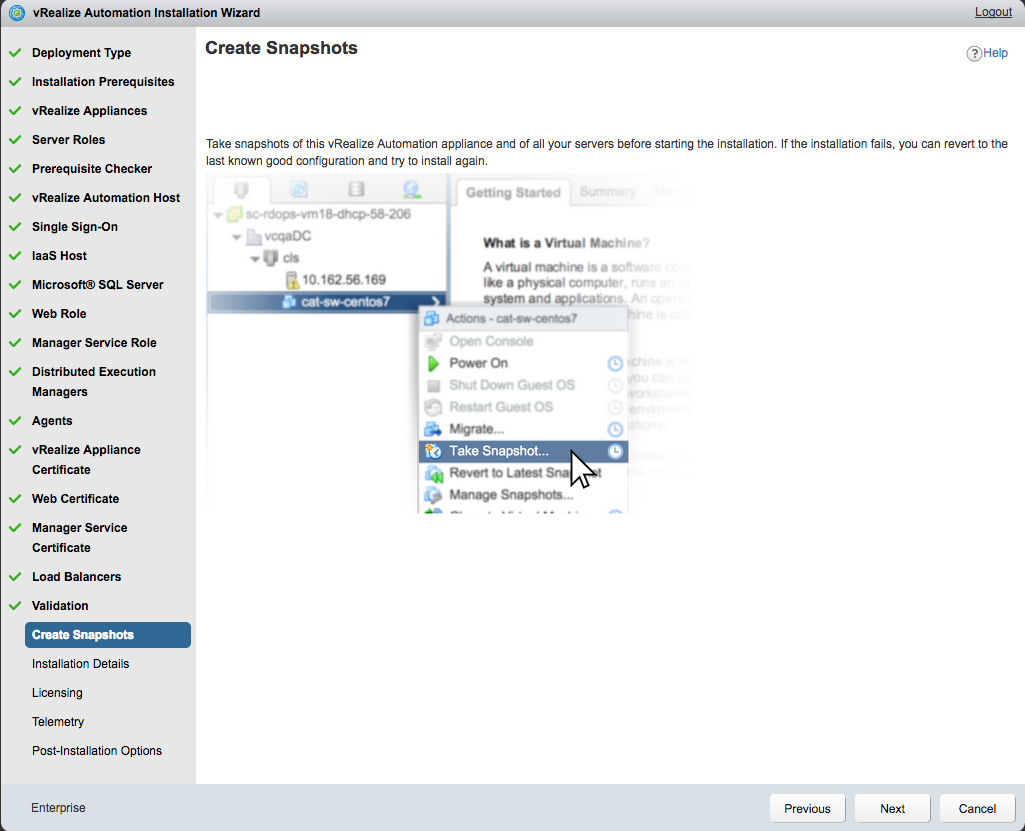 vRealize Automation Installation Wizard
Logout
Deployment Type
Installation Prerequisites
vRealize Appliances
Server Roles
Prerequisite Checker
vRealize Automation Host
Single Sign-On
IaaS Host
Microsoft® SQL Server
Web Role
Manager Service Role
Distributed Execution
Managers
Agents
vRealize Appliance
Certificate
Web Certificate
Manager Service
Certificate
Load Balancers
Validation
Create Snapshots
Installation Details
Licensing
Telemetry
Post-Installation Options
Create Snapshots
? Help
Take snapshots of this vRealize Automation appliance and of all your servers before starting the installation. If the installation fails, you can revert to the
last known good configuration and try to install again.
sc-rdops-vm18-dhcp-58-206
vcqaDC
cls
10.162.56.169
cat-sw-centos7
Getting Started
Summary
What is a Virtual Machine?
A virtual machine is a software
like a physical computer, runs an
system and applications. An
Actions - cat-sw-centos7
Open Console
Power On
Shut Down Guest OS
Restart Guest OS
Migrate...
Take Snapshot...
Revert to Latest
Manage Snapshots...
Enterprise
Previous
Next
Cancel